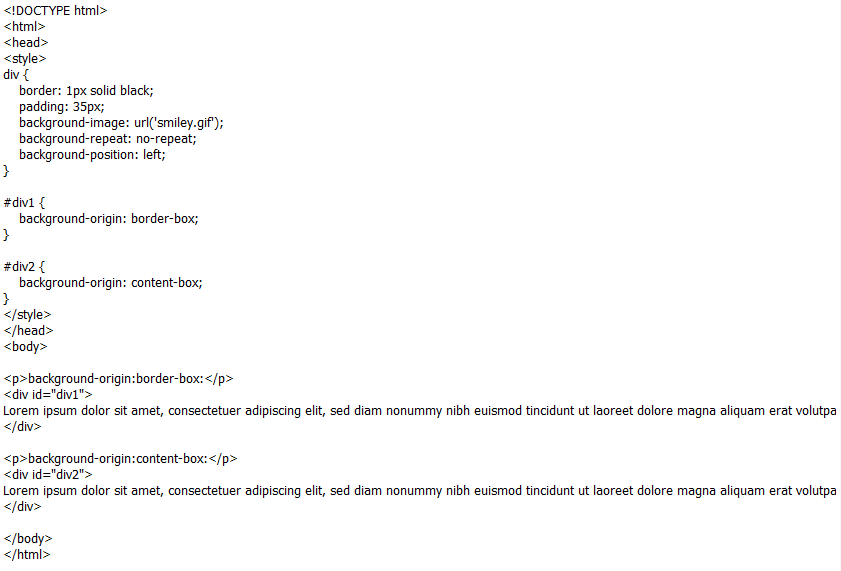 <!DOCTYPE html>
<html>
<head>
<style>
div {
    border: 1px solid black;
    padding: 35px;
    background-image: url('smiley.gif');
    background-repeat: no-repeat;
    background-position: left;
}

#div1 {
    background-origin: border-box;
}

#div2 {
    background-origin: content-box;
}
</style>
</head>
<body>

<p>background-origin:border-box:</p>
<div id="div1">
Lorem ipsum dolor sit amet, consectetuer adipiscing elit, sed diam nonummy nibh euismod tincidunt ut laoreet dolore magna aliquam erat volutpa
</div>

<p>background-origin:content-box:</p>
<div id="div2">
Lorem ipsum dolor sit amet, consectetuer adipiscing elit, sed diam nonummy nibh euismod tincidunt ut laoreet dolore magna aliquam erat volutpa
</div>

</body>
</html>